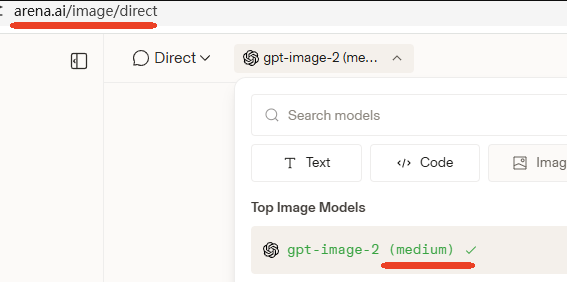 arena.ai/image/direct
Direct
gpt-image-2 (me...
Search models
Text
Code
Imag
Top Image Models
gpt-image-2 (medium)